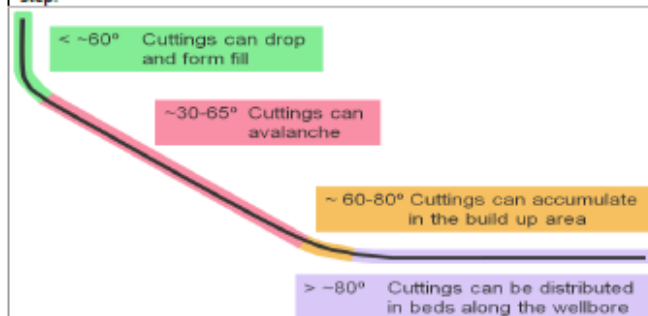 Step:
< ~60º Cuttings can drop
and form fill
~30-65º Cuttings can
avalanche
~ 60-80º Cuttings can accumulate
in the build up area
> ~80º Cuttings can be distributed
in beds along the wellbore